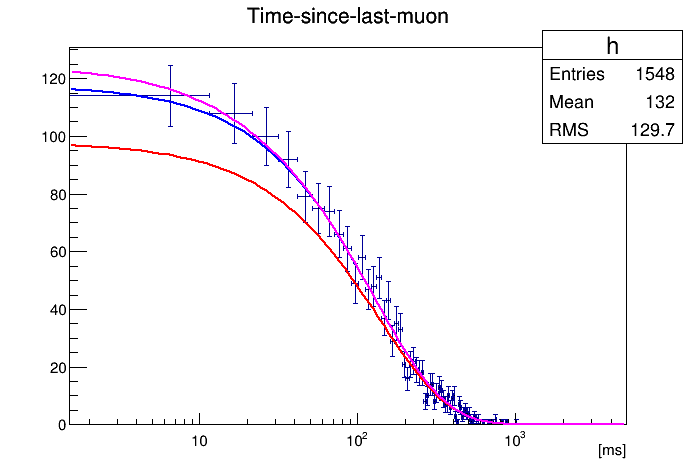 Time-since-last-muon
h
Entries 1548
Mean 132
RMS 129.7
120
100
80
60
40
20
0
10 10² 10³
[ms]